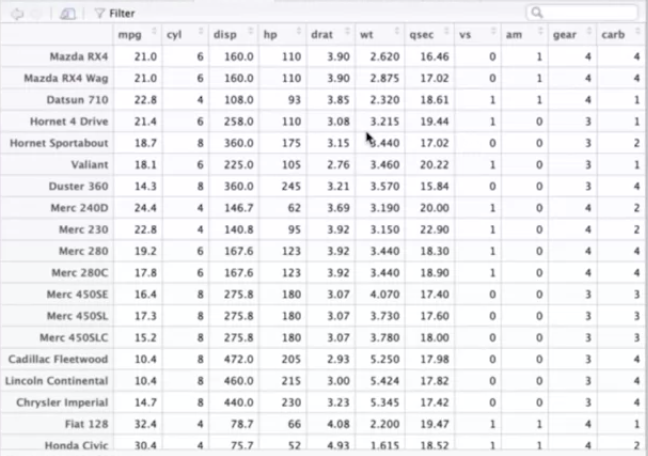 Filter
mpg cyl disp hp drat wt qsec vs am gear carb
Mazda RX4 21.0 6 160.0 110 3.90 2.620 16.46 0 1 4 4
Mazda RX4 Wag 21.0 6 160.0 110 3.90 2.875 17.02 0 1 4 4
Datsun 710 22.8 4 108.0 93 3.85 2.320 18.61 1 1 4 1
Hornet 4 Drive 21.4 6 258.0 110 3.08 3.215 19.44 1 0 3 1
Hornet Sportabout 18.7 8 360.0 175 3.15 3.440 17.02 0 0 3 2
Valiant 18.1 6 225.0 105 2.76 3.460 20.22 1 0 3 1
Duster 360 14.3 8 360.0 245 3.21 3.570 15.84 0 0 3 4
Merc 240D 24.4 4 146.7 62 3.69 3.190 20.00 1 0 4 2
Merc 230 22.8 4 140.8 95 3.92 3.150 22.90 1 0 4 2
Merc 280 19.2 6 167.6 123 3.92 3.440 18.30 1 0 4 4
Merc 280C 17.8 6 167.6 123 3.92 3.440 18.90 1 0 4 4
Merc 450SE 16.4 8 275.8 180 3.07 4.070 17.40 0 0 3 3
Merc 450SL 17.3 8 275.8 180 3.07 3.730 17.60 0 0 3 3
Merc 450SLC 15.2 8 275.8 180 3.07 3.780 18.00 0 0 3 3
Cadillac Fleetwood 10.4 8 472.0 205 2.93 5.250 17.98 0 0 3 4
Lincoln Continental 10.4 8 460.0 215 3.00 5.424 17.82 0 0 3 4
Chrysler Imperial 14.7 8 440.0 230 3.23 5.345 17.42 0 0 3 4
Fiat 128 32.4 4 78.7 66 4.08 2.200 19.47 1 1 4 1
Honda Civic 30.4 4 75.7 52 4.93 1.615 18.52 1 1 4 2